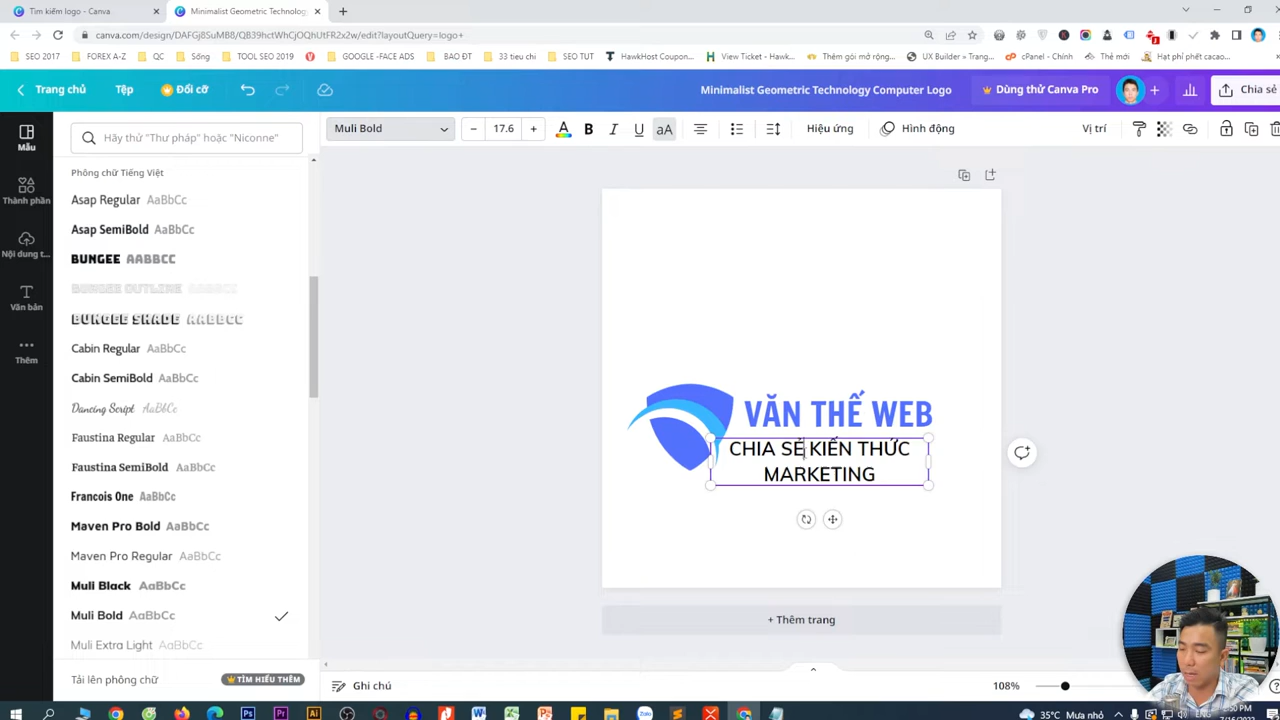 Tìm kiếm logo - Canva
Minimalist Geometric Technology
canva.com/design/DAFGj8SuMB8/QB39hctWhCjOQhUtFR2x2w/edit?layoutQuery=logo+
SEO 2017
FOREX A-Z
QC
Sống
TOOL SEO 2019
GOOGLE -FACE ADS
BÁO ĐT
33 tieu chi
SEO TUT
HawkHost Coupon...
View Ticket - Hawk...
Thêm gói mở rộng...
UX Builder » Trang...
cPanel - Chính
Thẻ mới
Hạt phỉ phết cacao...
Trang chủ
Tệp
Đổi cỡ
Minimalist Geometric Technology Computer Logo
Dùng thử Canva Pro
Chia sẻ
Mẫu
Thành phần
Nội dung t...
Văn bản
Thêm
Hãy thử "Thư pháp" hoặc "Niconne"
Muli Bold
17.6
A
B
I
U
aA
Hiệu ứng
Hình động
Vị trí
Phông chữ Tiếng Việt
Asap Regular AaBbCc
Asap SemiBold AaBbCc
BUNGEE AABBCC
BUNGEE OUTLINE AABBCC
BUNGEE SHADE AABBCC
Cabin Regular AaBbCc
Cabin SemiBold AaBbCc
Dancing Script AaBbCc
Faustina Regular AaBbCc
Faustina SemiBold AaBbCc
Francois One AaBbCc
Maven Pro Bold AaBbCc
Maven Pro Regular AaBbCc
Muli Black AaBbCc
Muli Bold AaBbCc
Muli Extra Light AaBbCc
Tải lên phông chữ
TÌM HIỂU THÊM
VĂN THẾ WEB
CHIA SẺ KIẾN THỨC
MARKETING
+ Thêm trang
Ghi chú
108%
35°C Mưa nhỏ